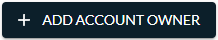 + ADD ACCOUNT OWNER